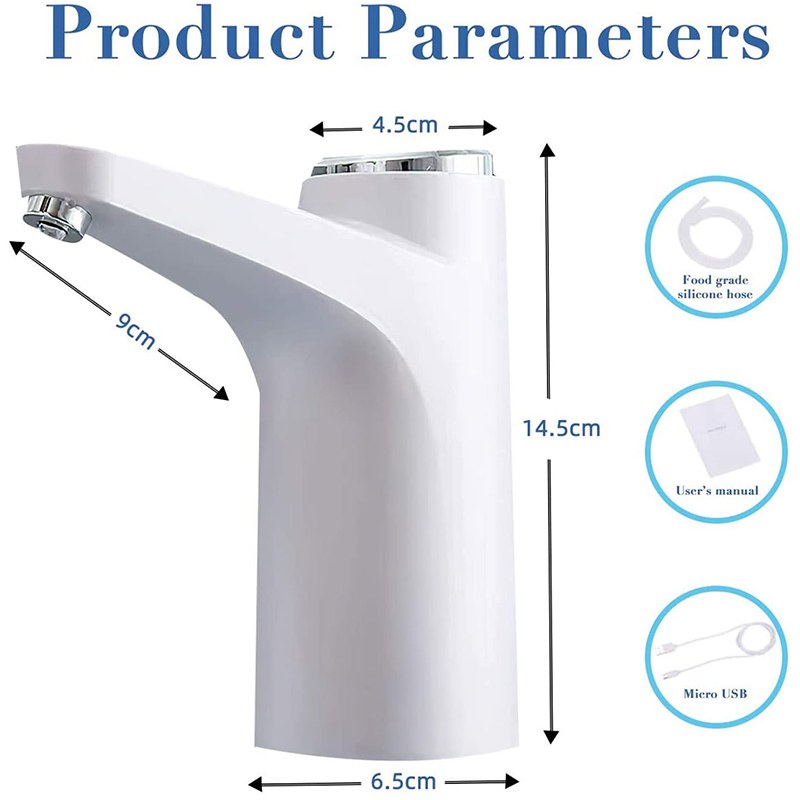 Product Parameters
4.5cm
9cm
14.5cm
6.5cm
Food grade
silicone hose
User's manual
Micro USB